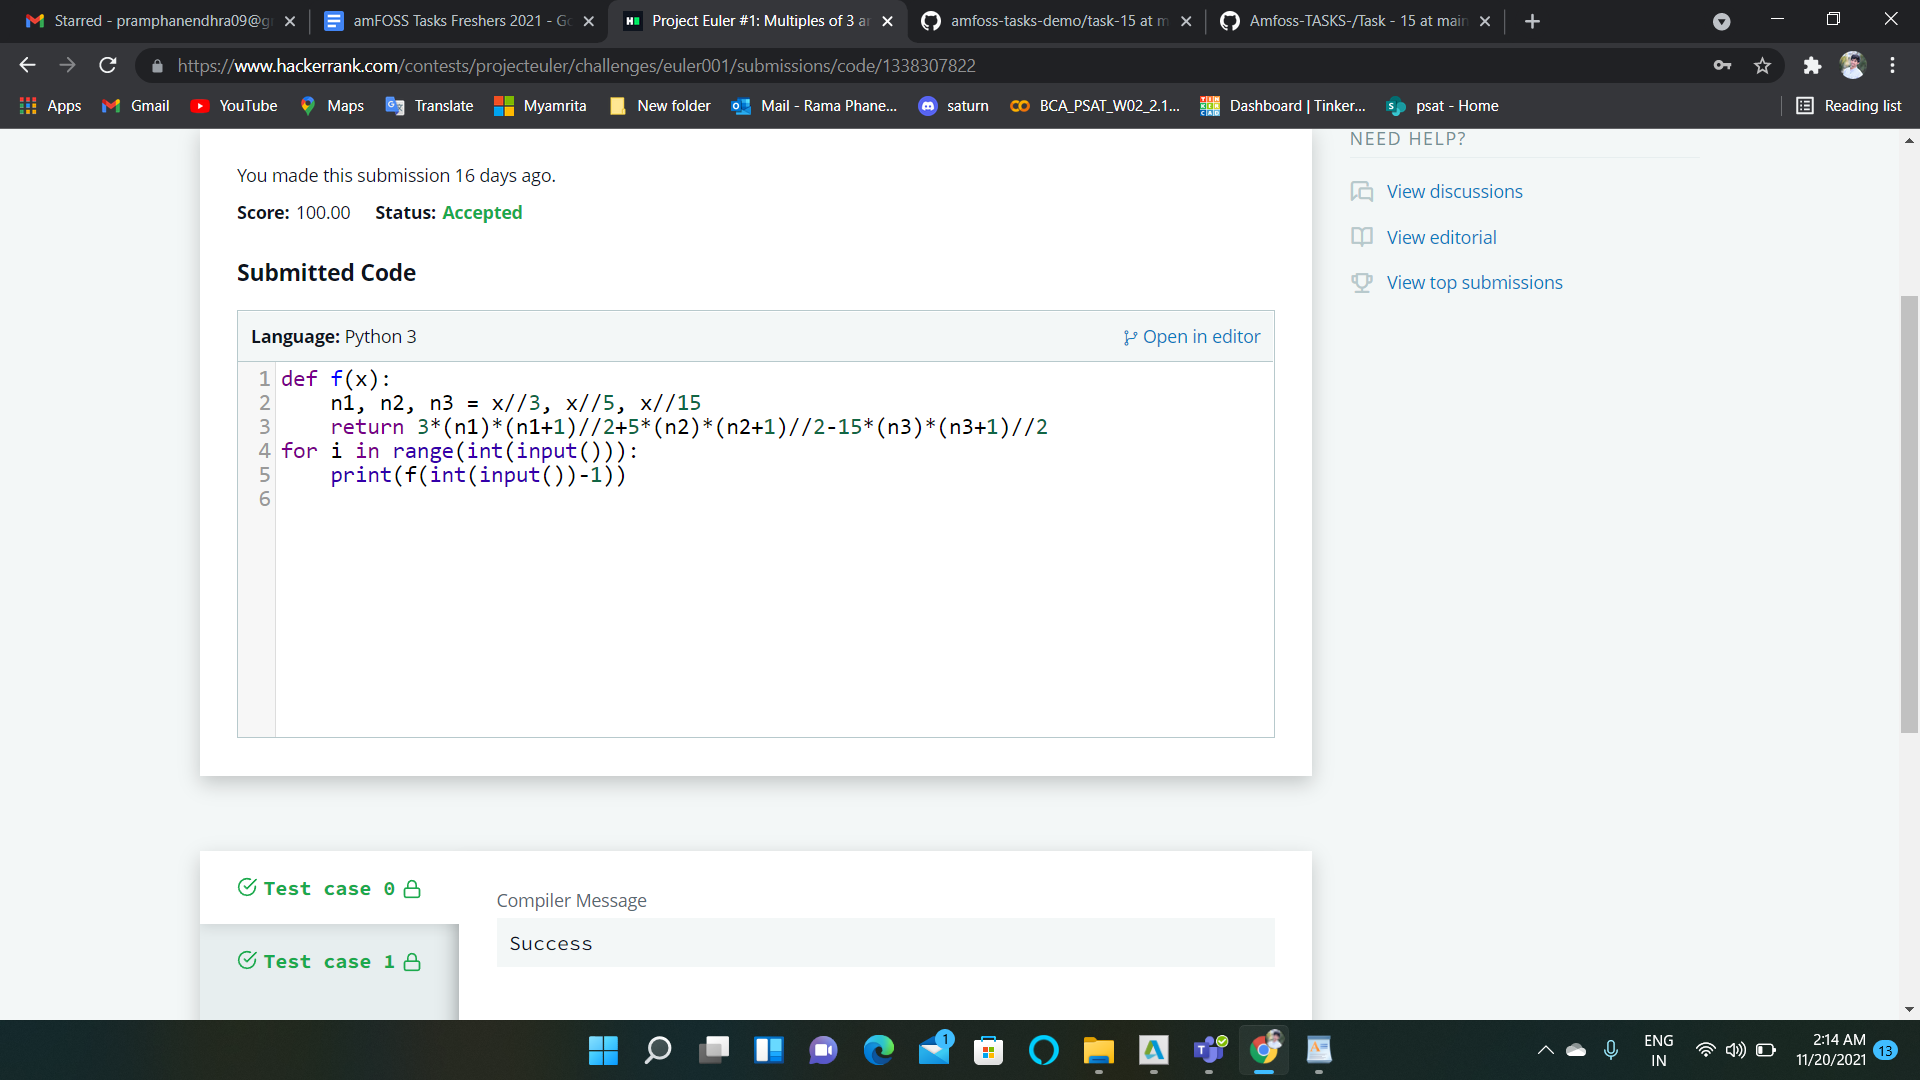 Starred - pramphanendhra09@g
amFOSS Tasks Freshers 2021 - Go
Project Euler #1: Multiples of 3 a
amfoss-tasks-demo/task-15 at m
Amfoss-TASKS-/Task - 15 at main
https://www.hackerrank.com/contests/projecteuler/challenges/euler001/submissions/code/1338307822
Apps
Gmail
YouTube
Maps
Translate
Myamrita
New folder
Mail - Rama Phane...
saturn
BCA_PSAT_W02_2.1...
Dashboard | Tinker...
psat - Home
Reading list
You made this submission 16 days ago.
Score: 100.00 Status: Accepted
Submitted Code
Language: Python 3
Open in editor
1 def f(x):
2     n1, n2, n3 = x//3, x//5, x//15
3     return 3*(n1)*(n1+1)//2+5*(n2)*(n2+1)//2-15*(n3)*(n3+1)//2
4 for i in range(int(input())):
5     print(f(int(input())-1))
6
NEED HELP?
View discussions
View editorial
View top submissions
Test case 0
Test case 1
Compiler Message
Success
1
ENG
IN
2:14 AM
11/20/2021
13